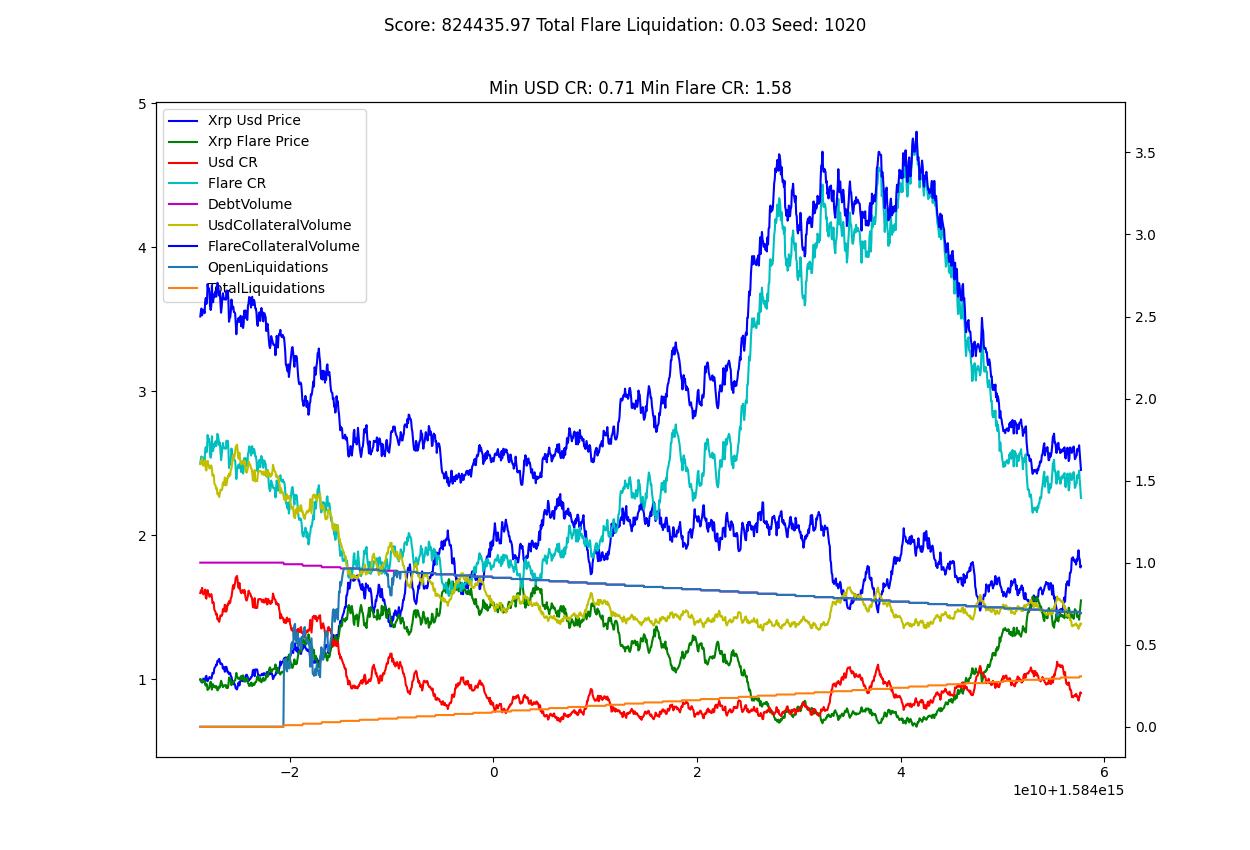 Score: 824435.97 Total Flare Liquidation: 0.03 Seed: 1020
Min USD CR: 0.71 Min Flare CR: 1.58
Xrp Usd Price
Xrp Flare Price
Usd CR
Flare CR
DebtVolume
UsdCollateralVolume
FlareCollateralVolume
OpenLiquidations
TotalLiquidations
5
4
3
2
1
3.5
3.0
2.5
2.0
1.5
1.0
0.5
0.0
−2 0 2 4 6
1e10+1.584e15